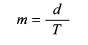 m = d / T